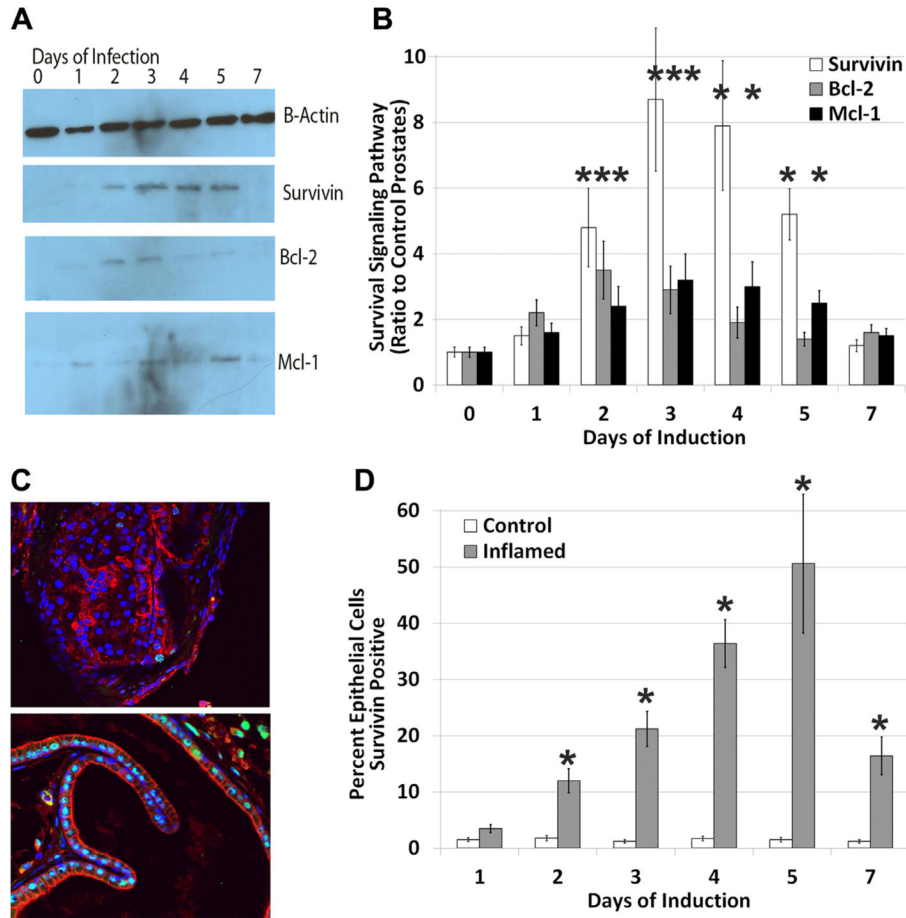 A
Days of Infection
0 1 2 3 4 5 7
B-Actin
Survivin
Bcl-2
Mcl-1
B
Survival Signaling Pathway
(Ratio to Control Prostates)
10
8
6
4
2
0
Survivin
Bcl-2
Mcl-1
***
***
* *
* *
0 1 2 3 4 5 7
Days of Induction
C
D
Percent Epithelial Cells
Survivin Positive
60
50
40
30
20
10
0
Control
Inflamed
*
*
*
*
*
1 2 3 4 5 7
Days of Induction